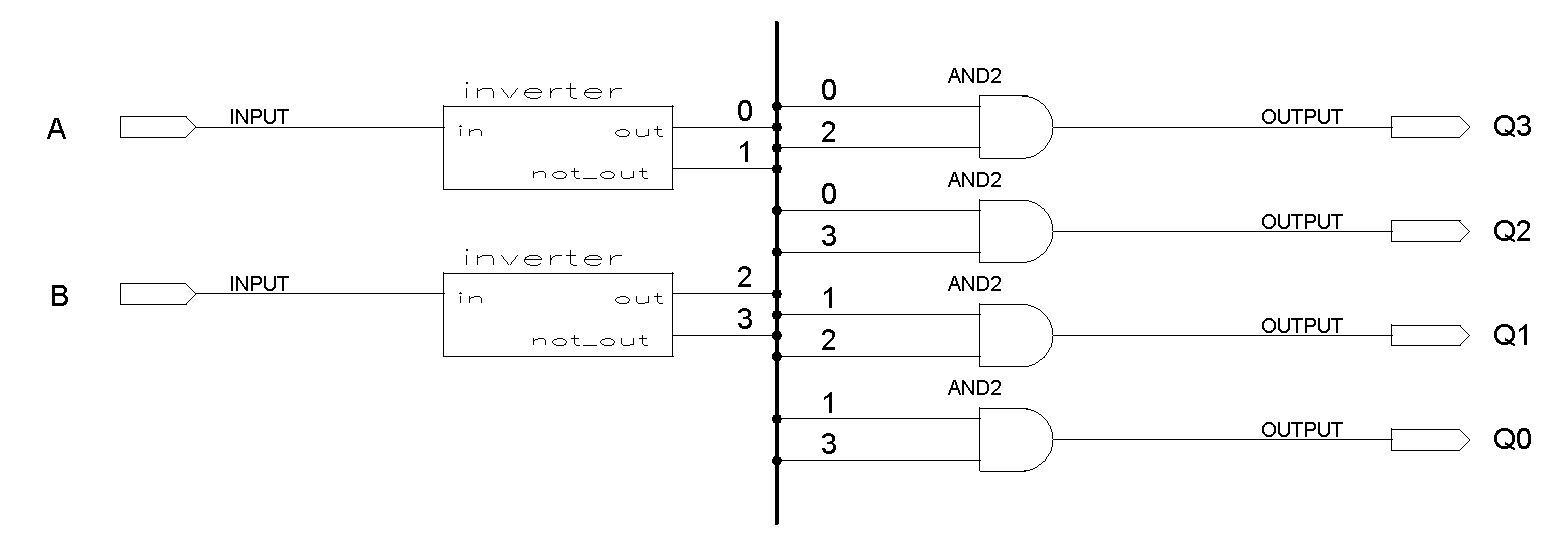 inverter
AND2
0
0
A
INPUT
in
out
OUTPUT
Q3
2
1
not_out
AND2
0
OUTPUT
Q2
3
inverter
AND2
2
1
B
INPUT
in
out
3
2
OUTPUT
Q1
not_out
AND2
1
OUTPUT
Q0
3